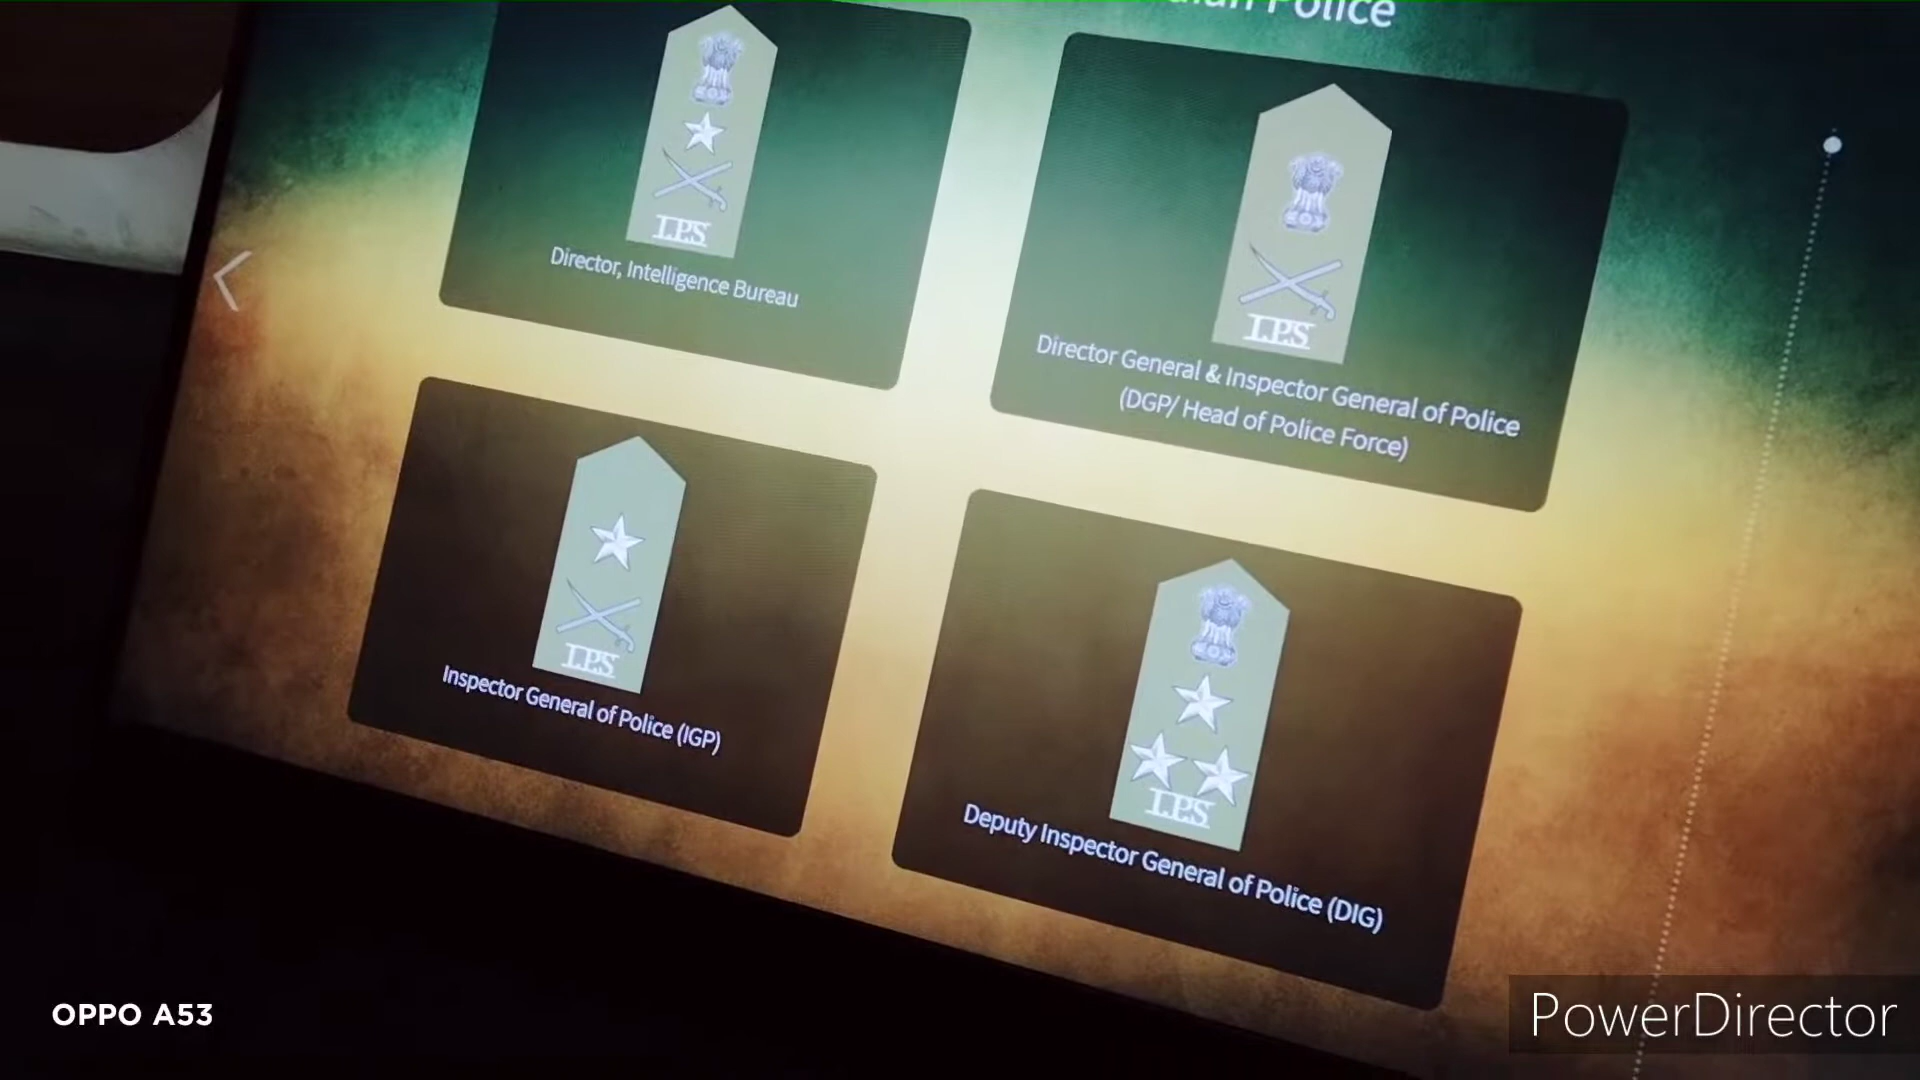 Police
I.P.S
Director, Intelligence Bureau
I.P.S
Director General & Inspector General of Police
(DGP/ Head of Police Force)
I.P.S
Inspector General of Police (IGP)
I.P.S
Deputy Inspector General of Police (DIG)
OPPO A53
PowerDirector